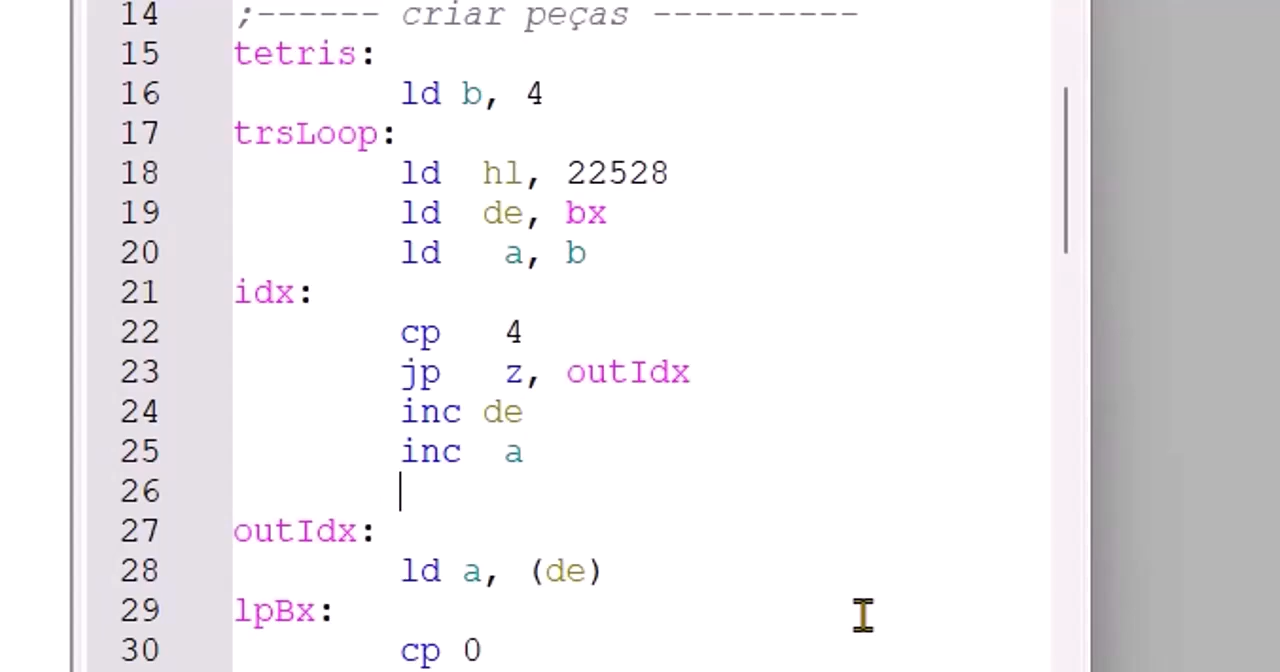 14 ;------ criar peças ----------
15 tetris:
16 ld b, 4
17 trsLoop:
18 ld hl, 22528
19 ld de, bx
20 ld a, b
21 idx:
22 cp 4
23 jp z, outIdx
24 inc de
25 inc a
26
27 outIdx:
28 ld a, (de)
29 lpBx:
30 cp 0